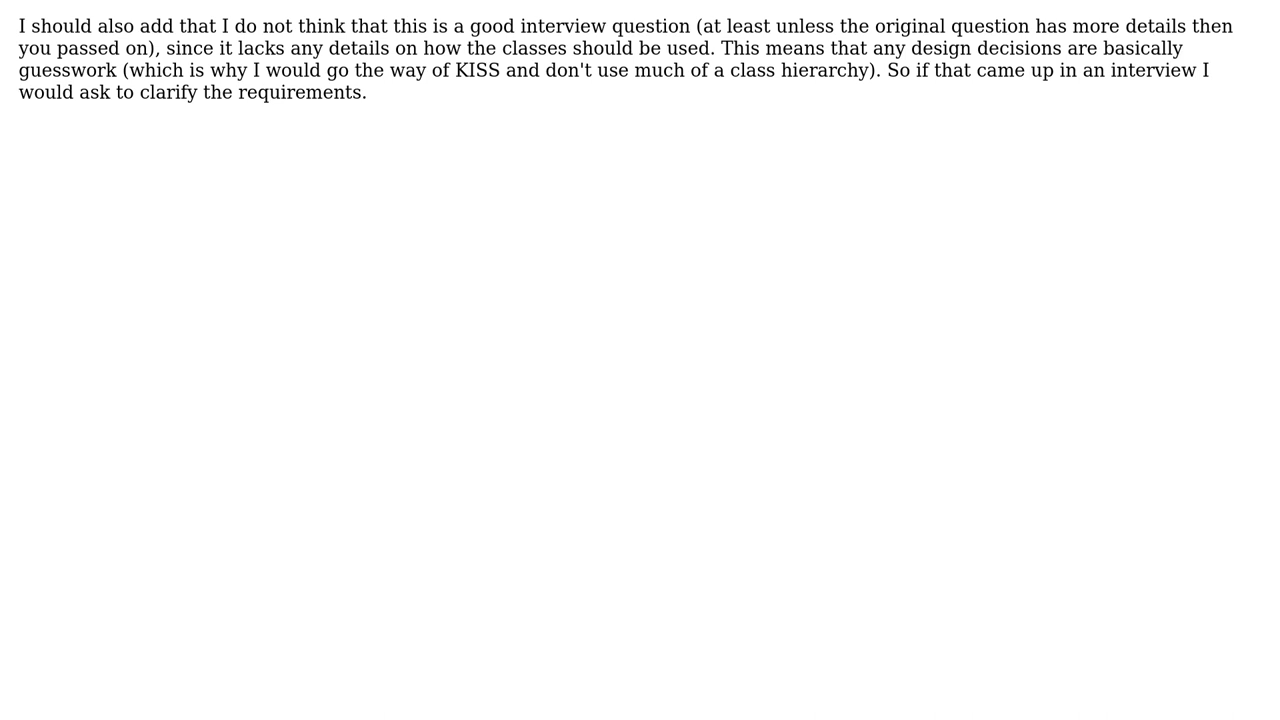 I should also add that I do not think that this is a good interview question (at least unless the original question has more details then
you passed on), since it lacks any details on how the classes should be used. This means that any design decisions are basically
guesswork (which is why I would go the way of KISS and don't use much of a class hierarchy). So if that came up in an interview I
would ask to clarify the requirements.